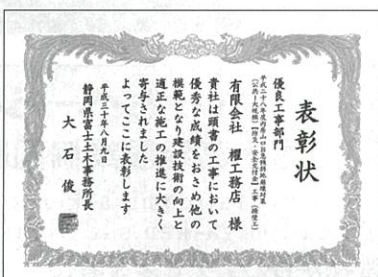 表彰状
優良工事部門
有限会社 櫂工務店 様
貴社は頭書の工事において
優秀な成績をおさめ他の
模範となり建設技術の向上と
適正な施工の推進に大きく
寄与されました
よってここに表彰します
平成三十年八月九日
静岡県富士土木事務所長
大石俊